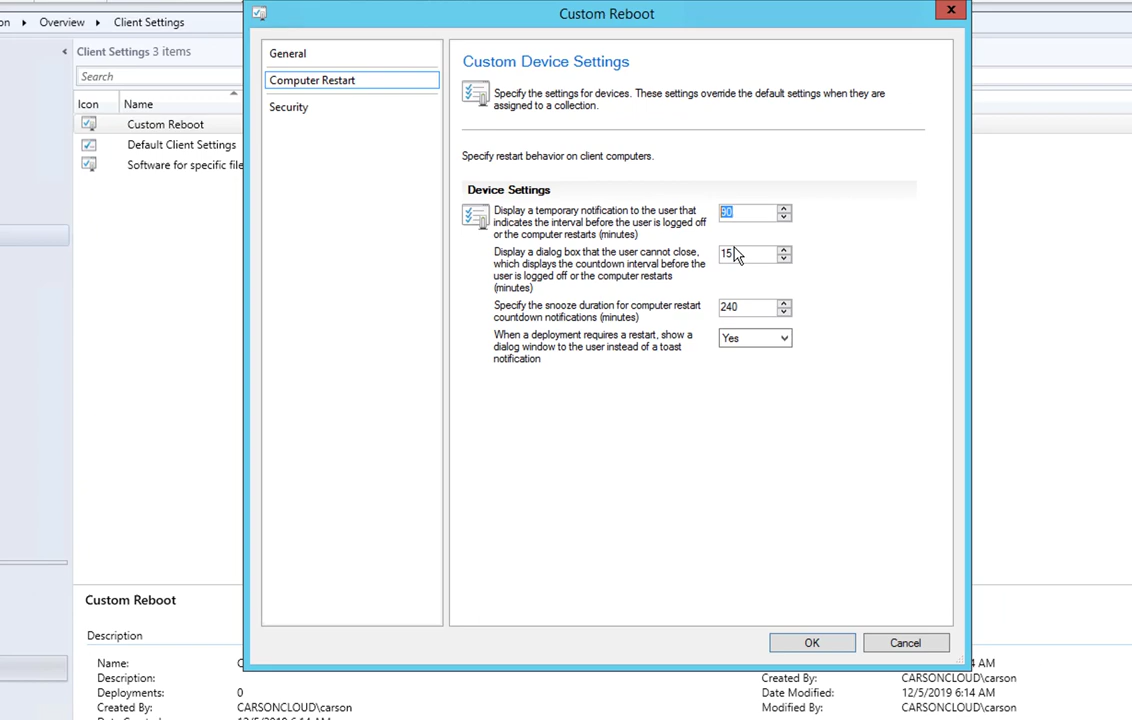 Custom Reboot
x
on ▸ Overview ▸ Client Settings
Client Settings 3 items
Search
Icon Name
Custom Reboot
Default Client Settings
Software for specific file
General
Computer Restart
Security
Custom Device Settings
Specify the settings for devices. These settings override the default settings when they are
assigned to a collection.
Specify restart behavior on client computers.
Device Settings
Display a temporary notification to the user that
indicates the interval before the user is logged off
or the computer restarts (minutes)
90
Display a dialog box that the user cannot close,
which displays the countdown interval before the
user is logged off or the computer restarts
(minutes)
15
Specify the snooze duration for computer restart
countdown notifications (minutes)
240
When a deployment requires a restart, show a
dialog window to the user instead of a toast
notification
Yes
OK Cancel
Custom Reboot
Description
Name: C
Description:
Deployments: 0
Created By: CARSONCLOUD\carson
4 AM
Created By: CARSONCLOUD\carson
Date Modified: 12/5/2019 6:14 AM
Modified By: CARSONCLOUD\carson